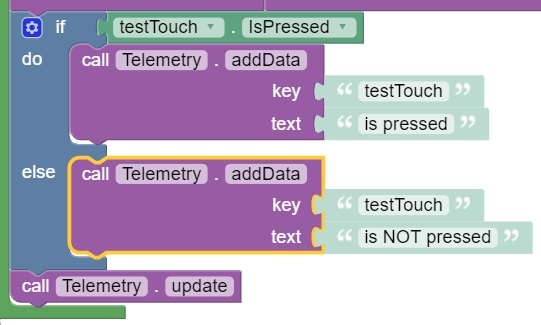 if testTouch . IsPressed
do call Telemetry . addData
key “ testTouch ”
text “ is pressed ”
else call Telemetry . addData
key “ testTouch ”
text “ is NOT pressed ”
call Telemetry . update